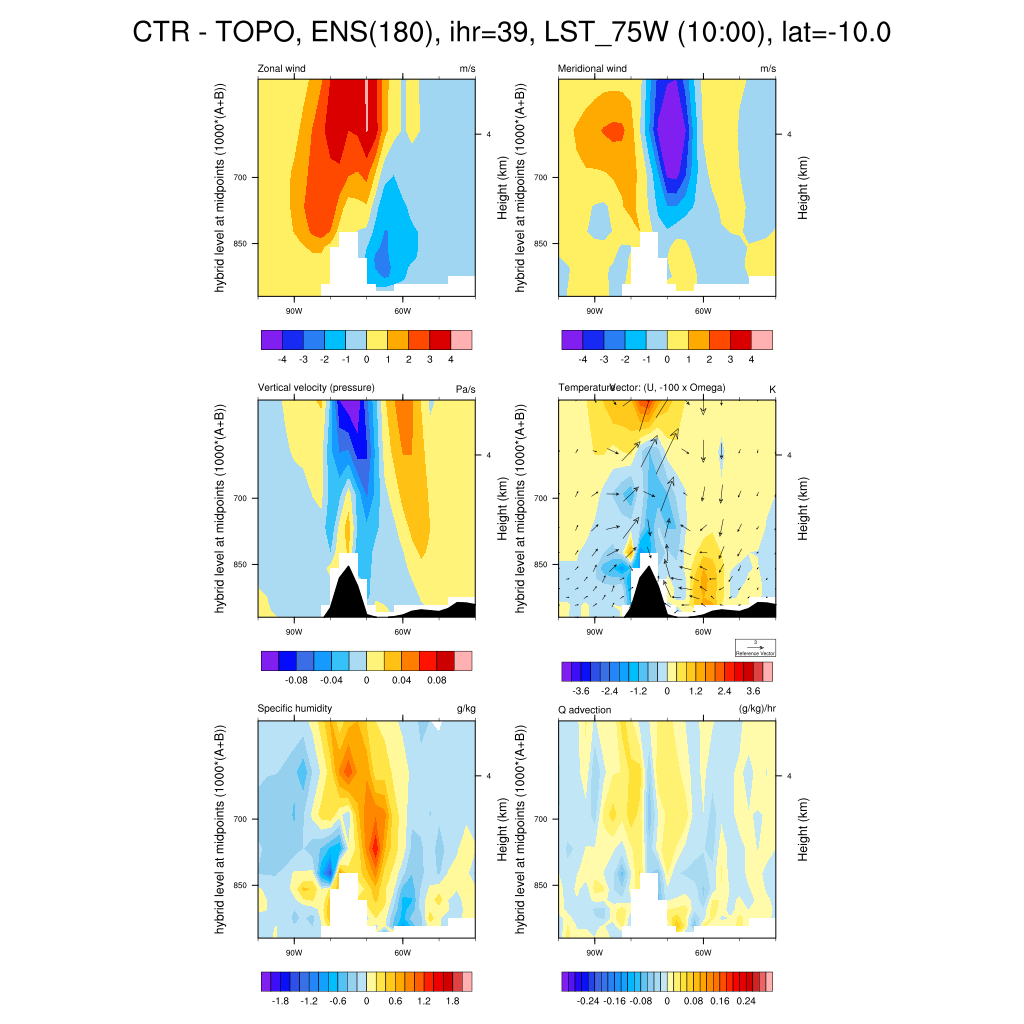 CTR - TOPO, ENS(180), ihr=39, LST_75W (10:00), lat=-10.0
Zonal wind m/s
hybrid level at midpoints (1000*(A+B))
700
850
4
Height (km)
90W 60W
-4 -3 -2 -1 0 1 2 3 4
Meridional wind m/s
hybrid level at midpoints (1000*(A+B))
700
850
4
Height (km)
90W 60W
-4 -3 -2 -1 0 1 2 3 4
Vertical velocity (pressure) Pa/s
hybrid level at midpoints (1000*(A+B))
700
850
4
Height (km)
90W 60W
-0.08 -0.04 0 0.04 0.08
Temperature Vector: (U, -100 x Omega) K
hybrid level at midpoints (1000*(A+B))
700
850
4
Height (km)
90W 60W
3
Reference Vector
-3.6 -2.4 -1.2 0 1.2 2.4 3.6
Specific humidity g/kg
hybrid level at midpoints (1000*(A+B))
700
850
4
Height (km)
90W 60W
-1.8 -1.2 -0.6 0 0.6 1.2 1.8
Q advection (g/kg)/hr
hybrid level at midpoints (1000*(A+B))
700
850
4
Height (km)
90W 60W
-0.24 -0.16 -0.08 0 0.08 0.16 0.24